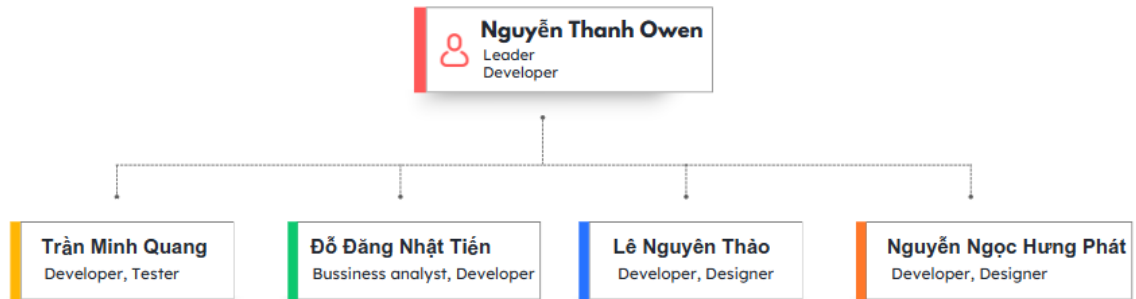 Nguyễn Thanh Owen
Leader
Developer
Trần Minh Quang
Developer, Tester
Đỗ Đăng Nhật Tiến
Bussiness analyst, Developer
Lê Nguyên Thảo
Developer, Designer
Nguyễn Ngọc Hưng Phát
Developer, Designer